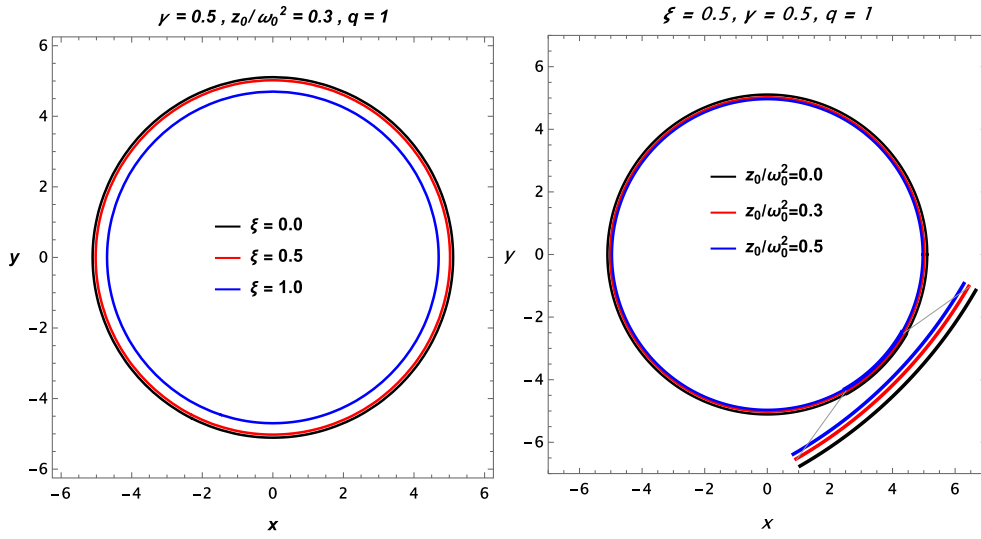 γ = 0.5 , z₀/ω₀² = 0.3 , q = 1
6
4
2
0
−2
−4
−6
y
ξ = 0.0
ξ = 0.5
ξ = 1.0
−6 −4 −2 0 2 4 6
x
ξ = 0.5, γ = 0.5, q = 1
6
4
2
0
−2
−4
−6
y
z₀/ω₀²=0.0
z₀/ω₀²=0.3
z₀/ω₀²=0.5
−6 −4 −2 0 2 4 6
x